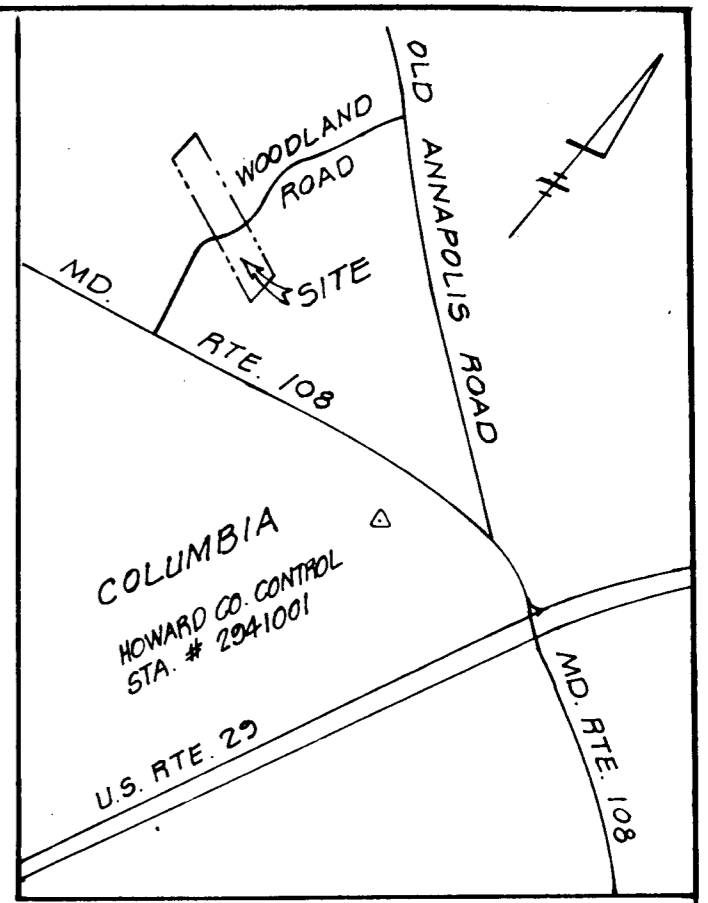 OLD ANNAPOLIS ROAD
WOODLAND
ROAD
SITE
MD. RTE. 108
COLUMBIA
HOWARD CO. CONTROL
STA. # 2941001
U.S. RTE. 29
MD. RTE. 108